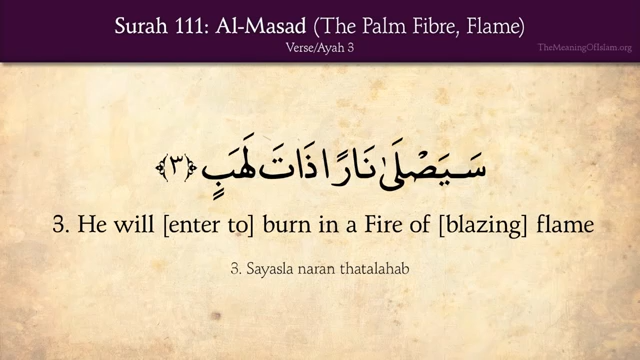 Surah 111: Al-Masad (The Palm Fibre, Flame)
Verse/Ayah 3
TheMeaningOfIslam.org
سَيَصْلَىٰ نَارًا ذَاتَ لَهَبٍ ﴿٣﴾
3. He will [enter to] burn in a Fire of [blazing] flame
3. Sayasla naran thatalahab